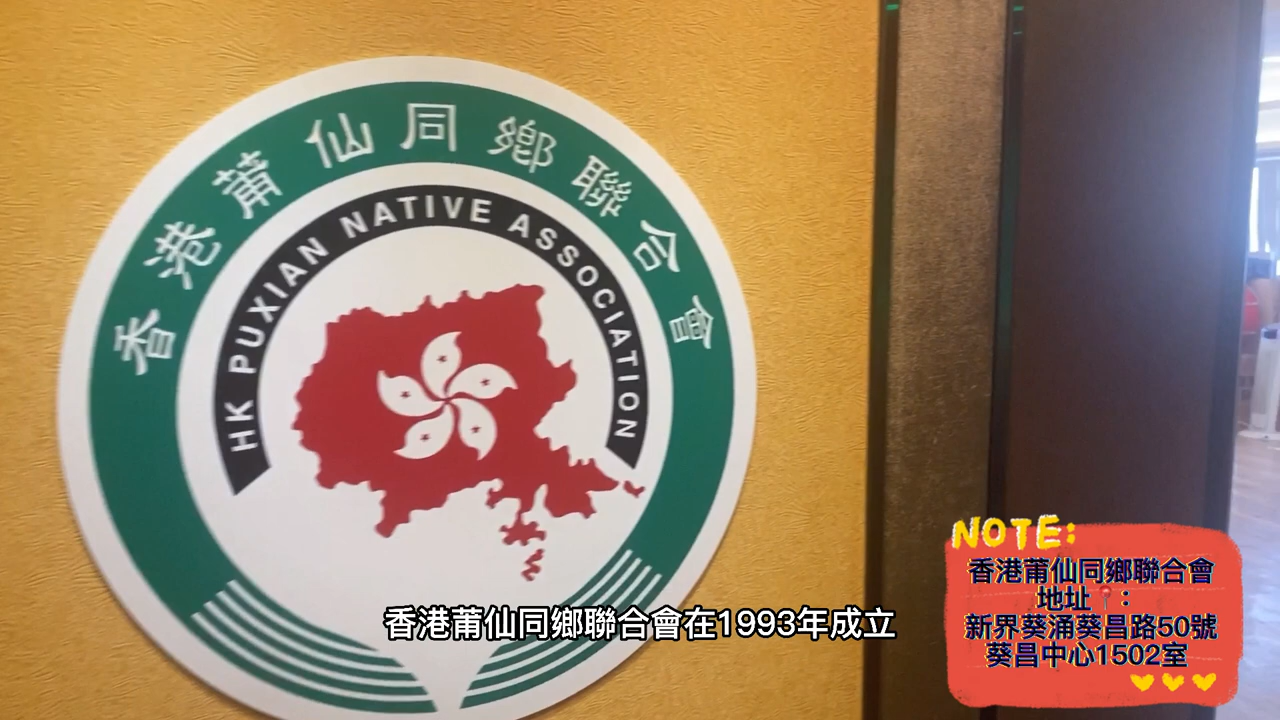 香港莆仙同鄉聯合會
HK PUXIAN NATIVE ASSOCIATION
香港莆仙同鄉聯合會在1993年成立
NOTE:
香港莆仙同鄉聯合會
地址📍:
新界葵涌葵昌路50號
葵昌中心1502室